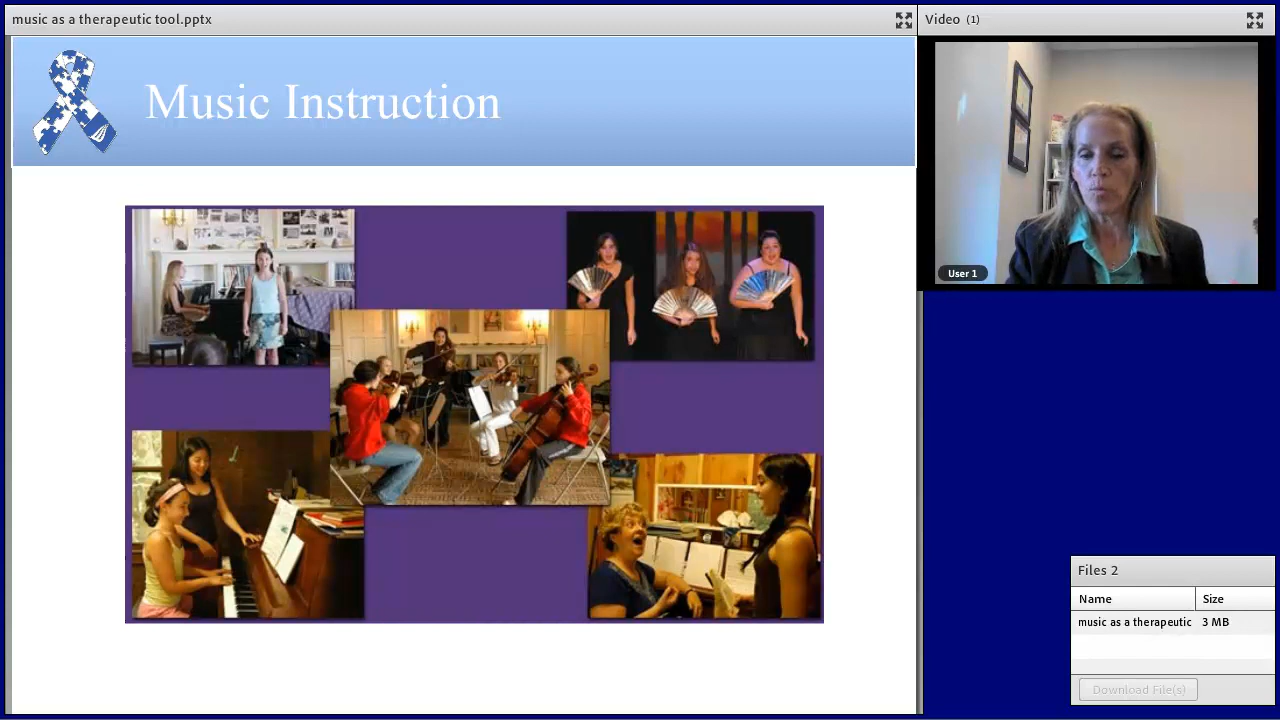 music as a therapeutic tool.pptx
Video (1)
Music Instruction
User 1
Files 2
Name Size
music as a therapeutic 3 MB
Download File(s)